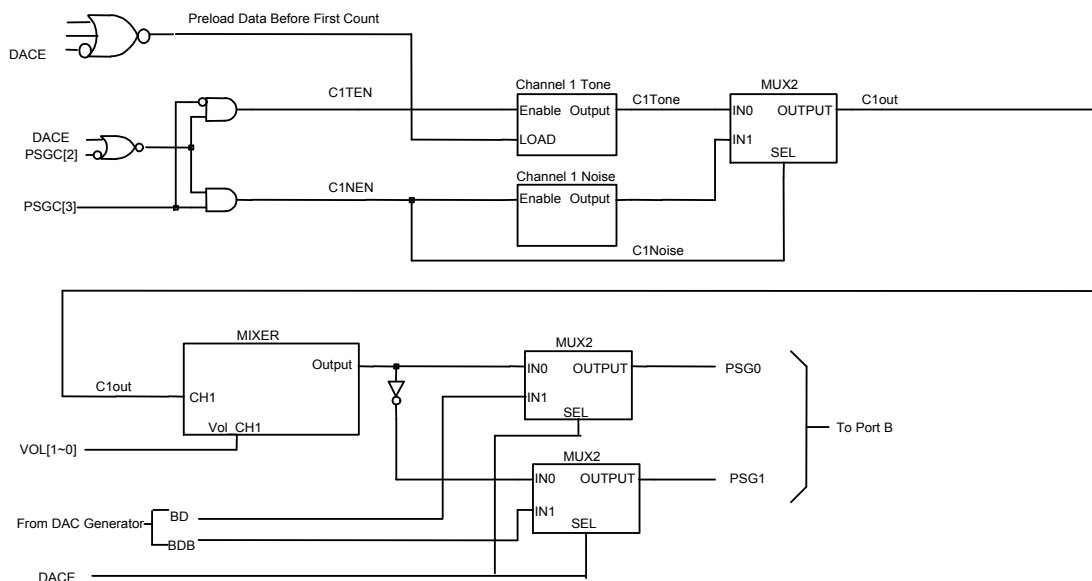 Preload Data Before First Count
DACE
Channel 1 Tone
MUX2
C1TEN
Enable Output
C1Tone
IN0 OUTPUT
C1out
LOAD
IN1
SEL
DACE
PSGC[2]
Channel 1 Noise
C1NEN
Enable Output
PSGC[3]
C1Noise
MIXER
MUX2
Output
IN0 OUTPUT
PSG0
C1out
CH1
IN1
SEL
Vol_CH1
VOL[1~0]
To Port B
MUX2
IN0 OUTPUT
PSG1
IN1
SEL
From DAC Generator
BD
BDB
DACE